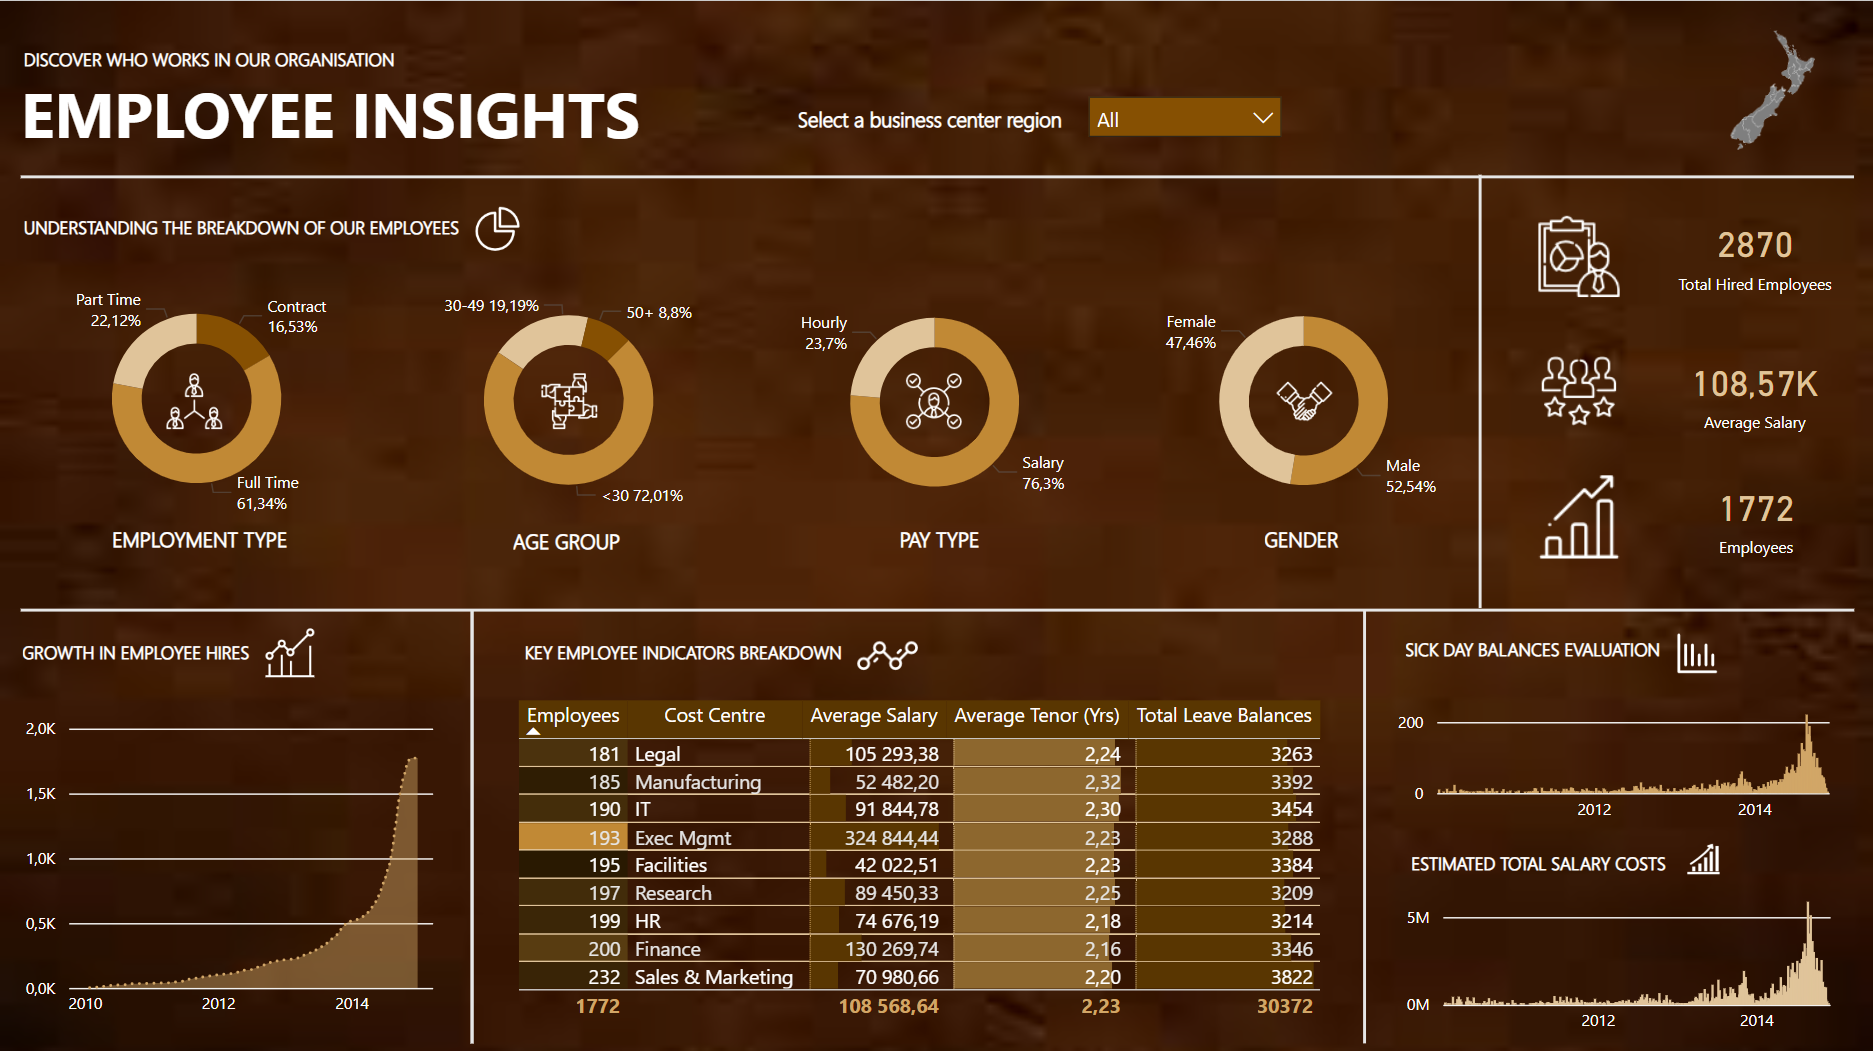 DISCOVER WHO WORKS IN OUR ORGANISATION
EMPLOYEE INSIGHTS
Select a business center region
All
UNDERSTANDING THE BREAKDOWN OF OUR EMPLOYEES
Part Time
22,12%
Contract
16,53%
Full Time
61,34%
EMPLOYMENT TYPE
30-49 19,19%
50+ 8,8%
<30 72,01%
AGE GROUP
Hourly
23,7%
Salary
76,3%
PAY TYPE
Female
47,46%
Male
52,54%
GENDER
2870
Total Hired Employees
108,57K
Average Salary
1772
Employees
GROWTH IN EMPLOYEE HIRES
2,0K
1,5K
1,0K
0,5K
0,0K
2010 2012 2014
KEY EMPLOYEE INDICATORS BREAKDOWN
Employees Cost Centre Average Salary Average Tenor (Yrs) Total Leave Balances
181 Legal 105 293,38 2,24 3263
185 Manufacturing 52 482,20 2,32 3392
190 IT 91 844,78 2,30 3454
193 Exec Mgmt 324 844,44 2,23 3288
195 Facilities 42 022,51 2,23 3384
197 Research 89 450,33 2,25 3209
199 HR 74 676,19 2,18 3214
200 Finance 130 269,74 2,16 3346
232 Sales & Marketing 70 980,66 2,20 3822
1772 108 568,64 2,23 30372
SICK DAY BALANCES EVALUATION
200
0
2012 2014
ESTIMATED TOTAL SALARY COSTS
5M
0M
2012 2014